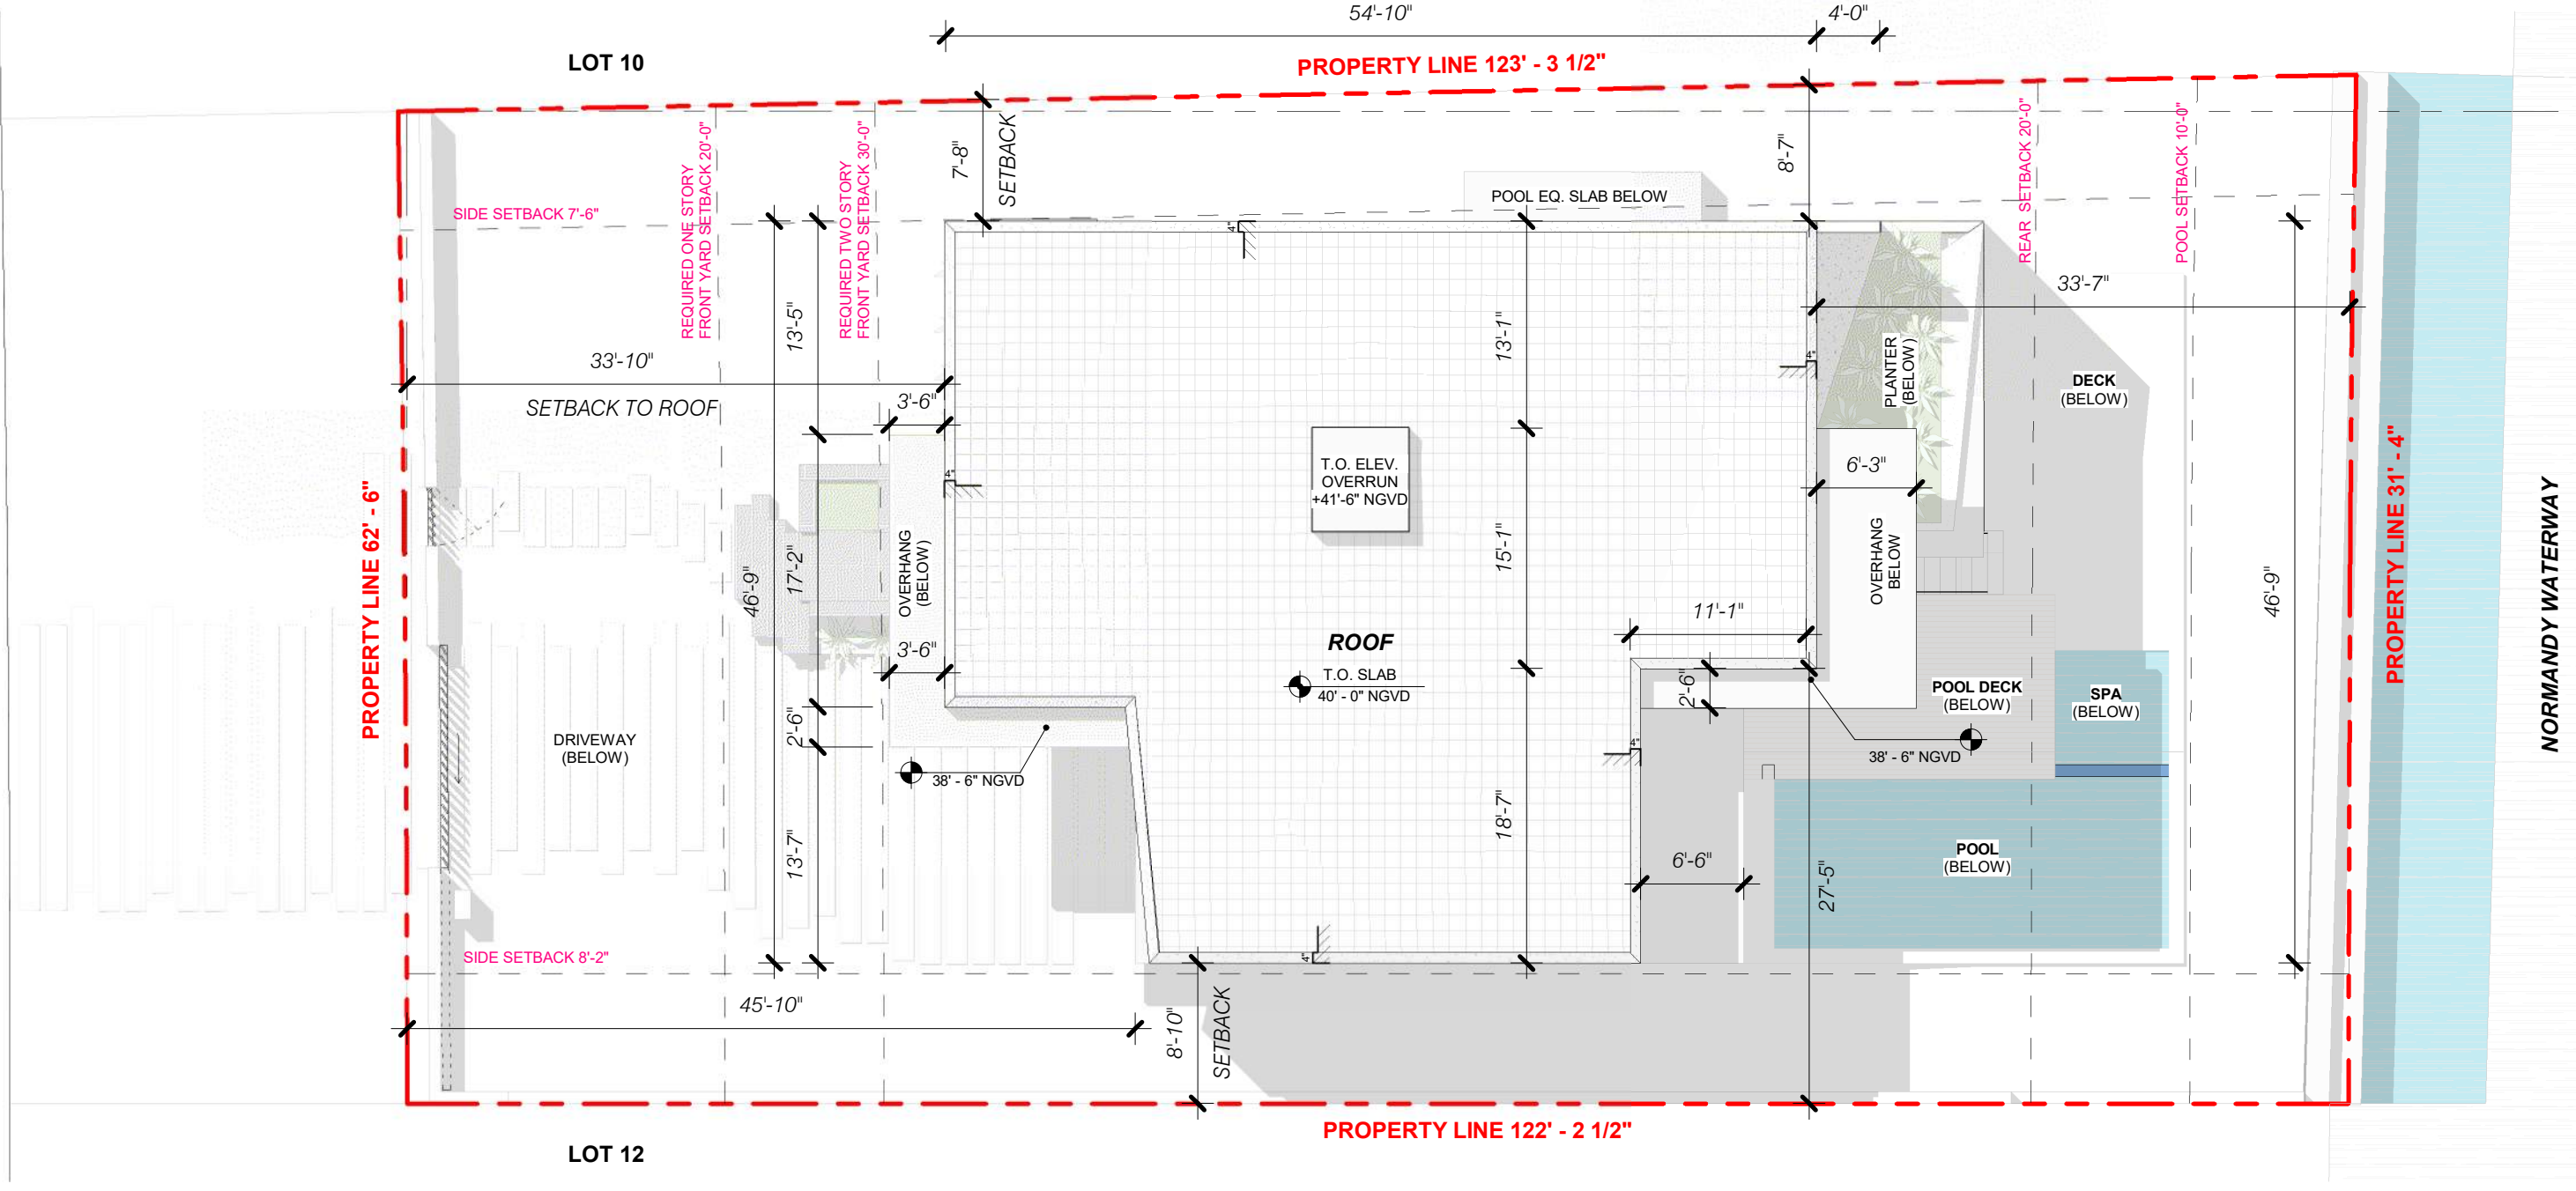 54'-10"
4'-0"
LOT 10
PROPERTY LINE 123' - 3 1/2"
7'-8"
SETBACK
8'-7"
REQUIRED ONE STORY
FRONT YARD SETBACK 20'-0"
REQUIRED TWO STORY
FRONT YARD SETBACK 30'-0"
REAR SETBACK 20'-0"
POOL SETBACK 10'-0"
SIDE SETBACK 7'-6"
POOL EQ. SLAB BELOW
4"
33'-7"
13'-5"
13'-1"
33'-10"
SETBACK TO ROOF
3'-6"
4"
PLANTER
(BELOW)
DECK
(BELOW)
T.O. ELEV.
OVERRUN
+41'-6" NGVD
6'-3"
4"
PROPERTY LINE 62' - 6"
46'-9"
17'-2"
OVERHANG
(BELOW)
15'-1"
OVERHANG
BELOW
46'-9"
PROPERTY LINE 31' - 4"
NORMANDY WATERWAY
11'-1"
3'-6"
ROOF
T.O. SLAB
40' - 0" NGVD
2'-6"
POOL DECK
(BELOW)
SPA
(BELOW)
2'-6"
DRIVEWAY
(BELOW)
38' - 6" NGVD
4"
38' - 6" NGVD
13'-7"
18'-7"
6'-6"
27'-5"
POOL
(BELOW)
SIDE SETBACK 8'-2"
4"
45'-10"
8'-10"
SETBACK
PROPERTY LINE 122' - 2 1/2"
LOT 12